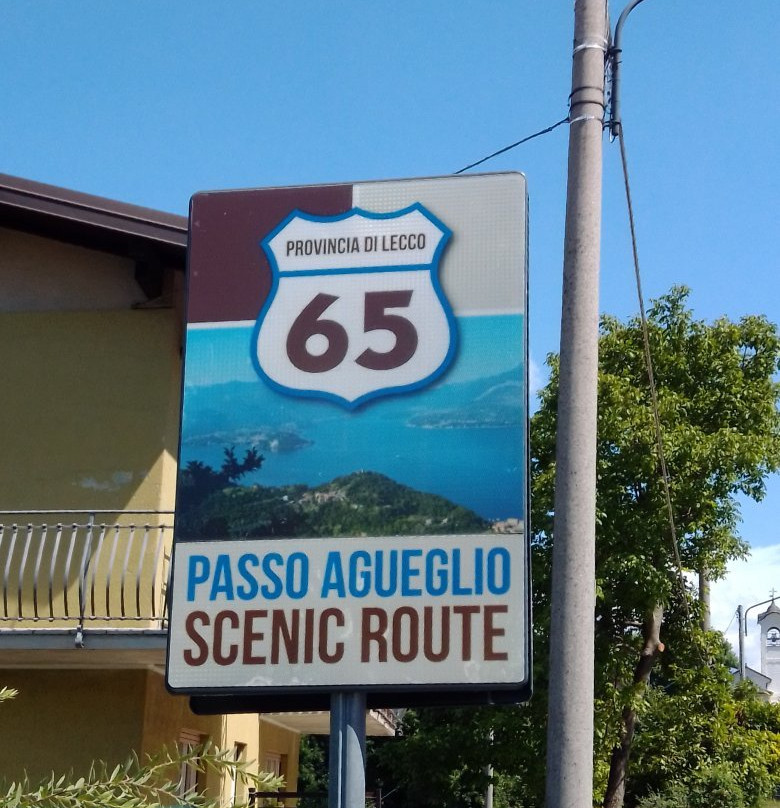 PROVINCIA DI LECCO
65
PASSO AGUEGLIO
SCENIC ROUTE